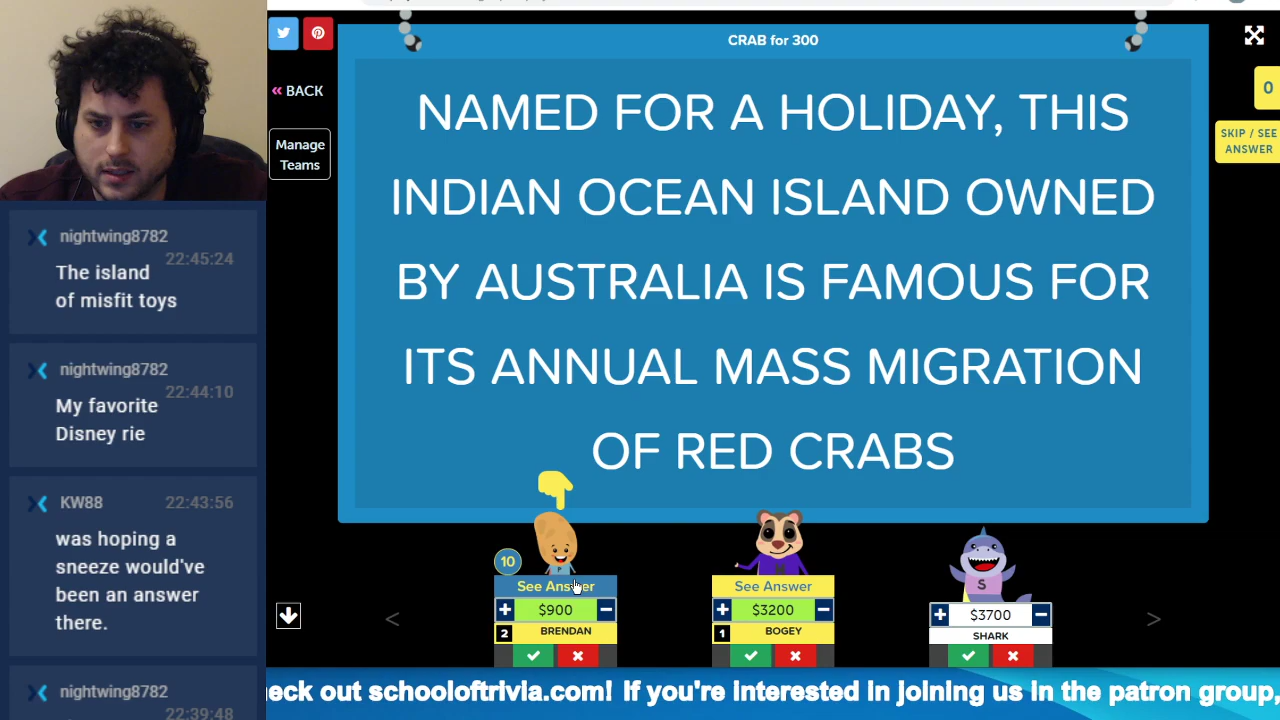 CRAB for 300
BACK
Manage
Teams
NAMED FOR A HOLIDAY, THIS
INDIAN OCEAN ISLAND OWNED
BY AUSTRALIA IS FAMOUS FOR
ITS ANNUAL MASS MIGRATION
OF RED CRABS
0
SKIP / SEE
ANSWER
nightwing8782
22:45:24
The island
of misfit toys
nightwing8782
22:44:10
My favorite
Disney rie
KW88 22:43:56
was hoping a
sneeze would've
been an answer
there.
nightwing8782
22:39:48
10
See Answer
+ $900 −
2 BRENDAN
See Answer
+ $3200 −
1 BOGEY
S
+ $3700 −
SHARK
eck out schooloftrivia.com! If you're interested in joining us in the patron group,